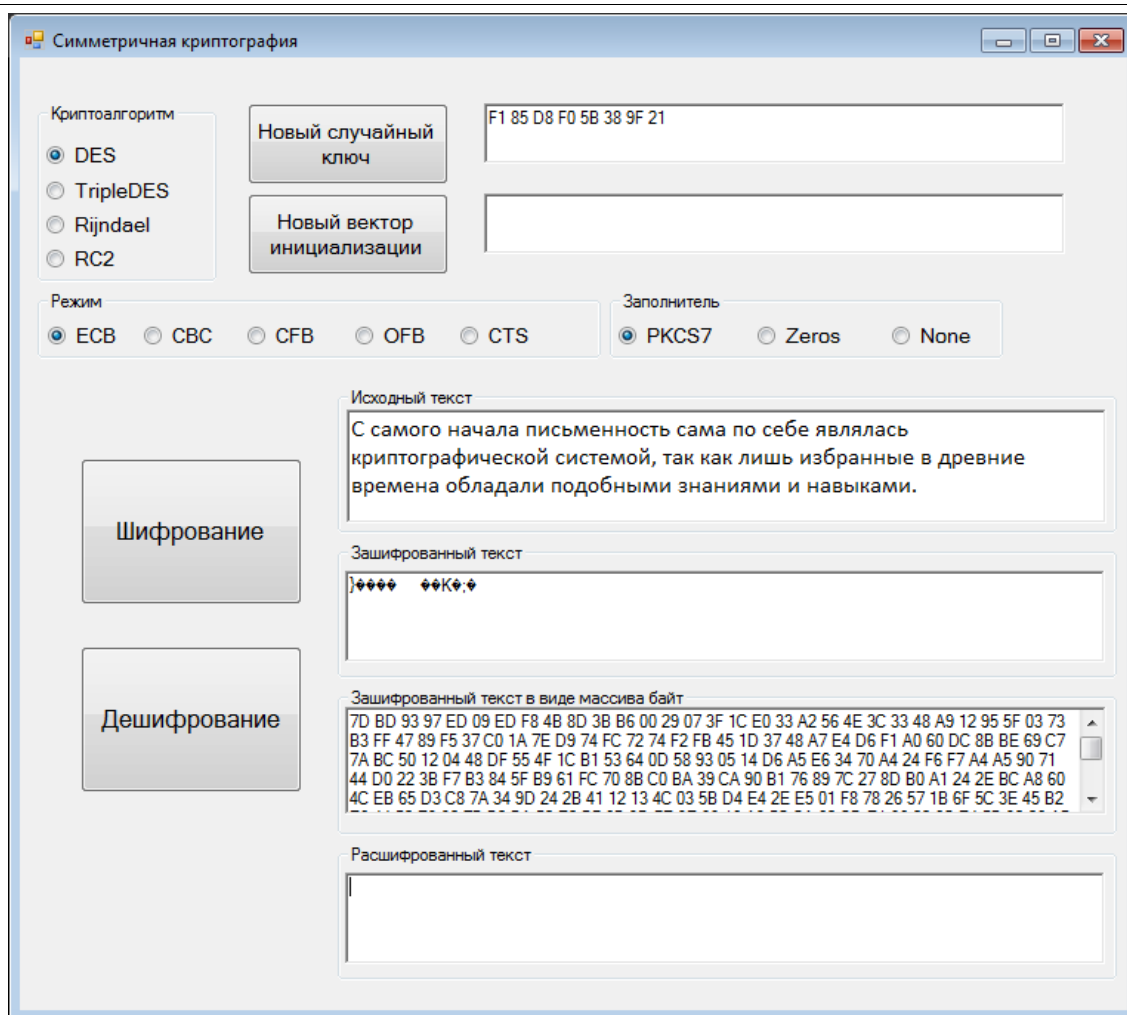 Симметричная криптография
Криптоалгоритм
DES
TripleDES
Rijndael
RC2
Новый случайный
ключ
F1 85 D8 F0 5B 38 9F 21
Новый вектор
инициализации
Режим
ECB CBC CFB OFB CTS
Заполнитель
PKCS7 Zeros None
Шифрование
Дешифрование
Исходный текст
С самого начала письменность сама по себе являлась
криптографической системой, так как лишь избранные в древние
времена обладали подобными знаниями и навыками.
Зашифрованный текст
}���� ��K�;�
Зашифрованный текст в виде массива байт
7D BD 93 97 ED 09 ED F8 4B 8D 3B B6 00 29 07 3F 1C E0 33 A2 56 4E 3C 33 48 A9 12 95 5F 03 73
B3 FF 47 89 F5 37 C0 1A 7E D9 74 FC 72 74 F2 FB 45 1D 37 48 A7 E4 D6 F1 A0 60 DC 8B BE 69 C7
7A BC 50 12 04 48 DF 55 4F 1C B1 53 64 0D 58 93 05 14 D6 A5 E6 34 70 A4 24 F6 F7 A4 A5 90 71
44 D0 22 3B F7 B3 84 5F B9 61 FC 70 8B C0 BA 39 CA 90 B1 76 89 7C 27 8D B0 A1 24 2E BC A8 60
4C EB 65 D3 C8 7A 34 9D 24 2B 41 12 13 4C 03 5B D4 E4 2E E5 01 F8 78 26 57 1B 6F 5C 3E 45 B2
Расшифрованный текст